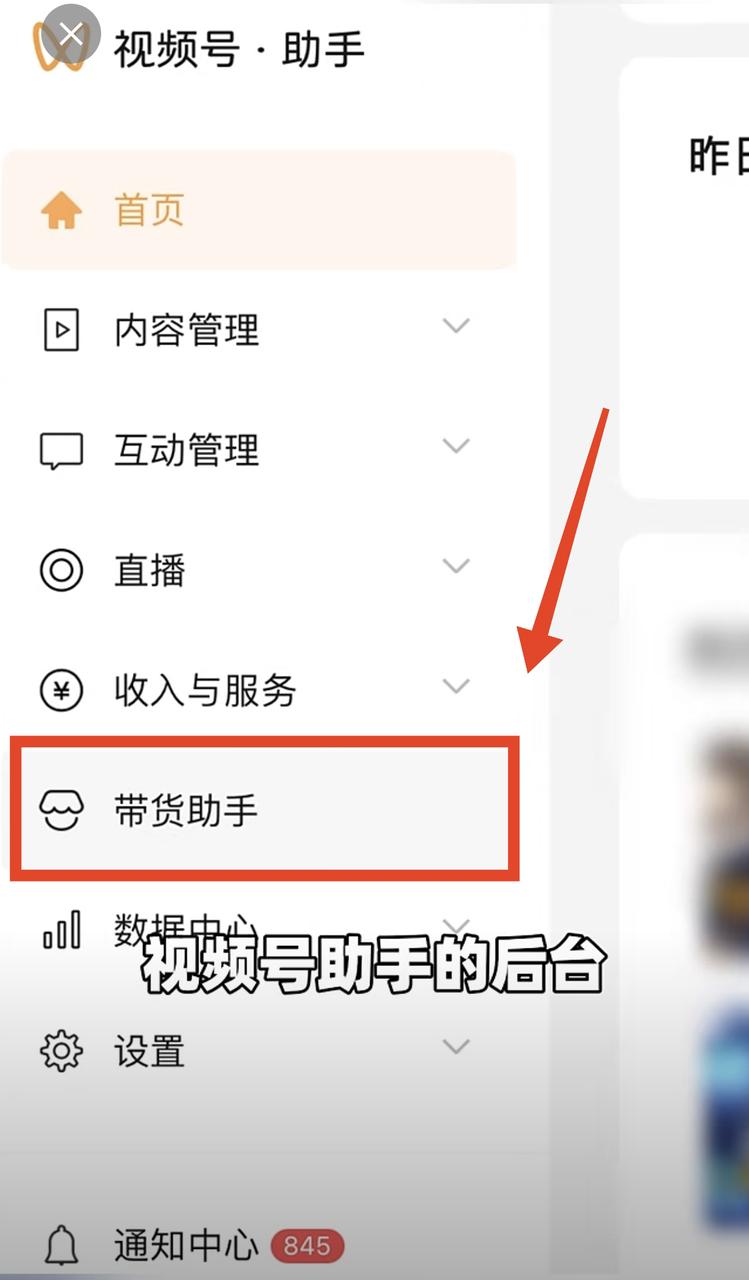 视频号·助手
昨日
首页
内容管理
互动管理
直播
收入与服务
带货助手
数据中心
视频号助手的后台
设置
通知中心 845